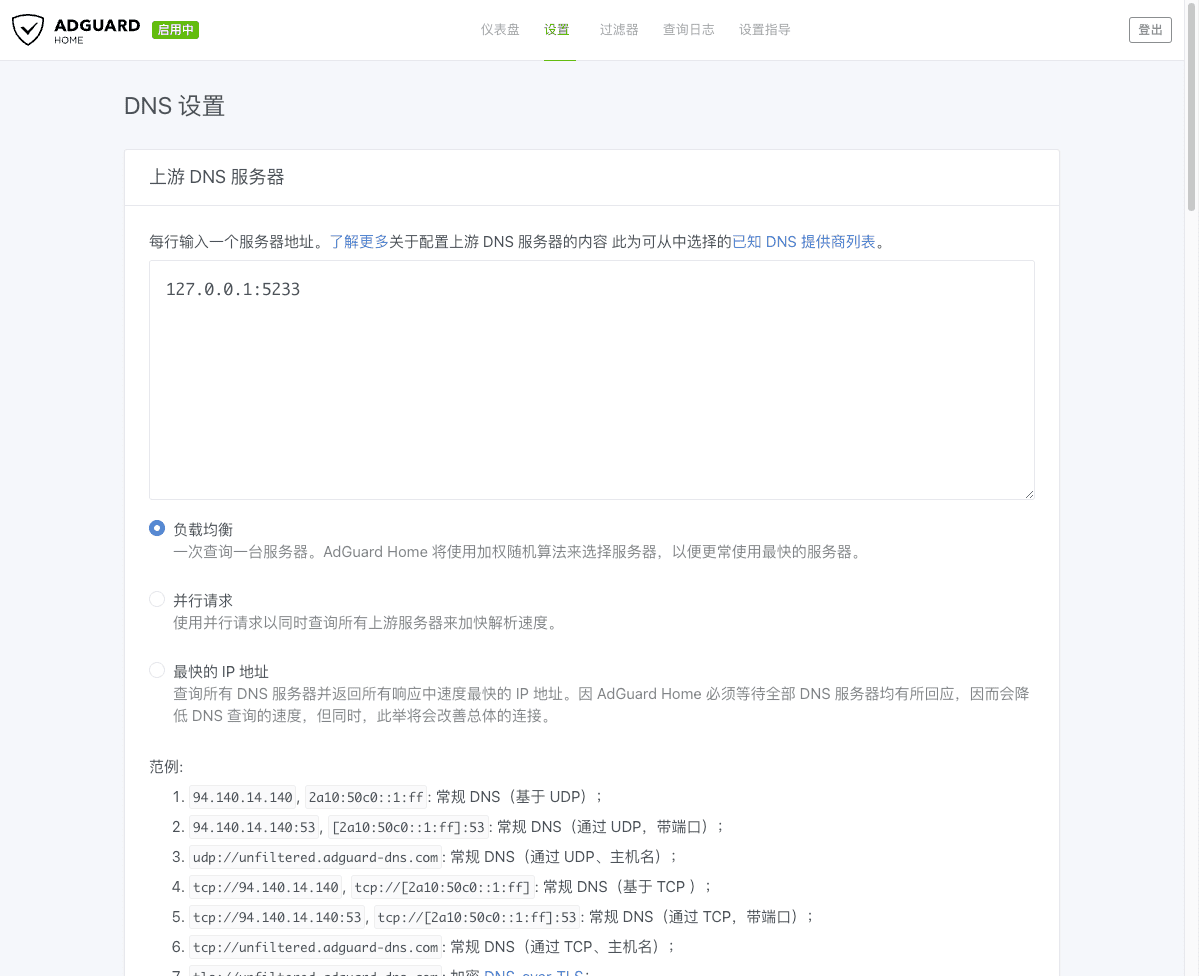 ADGUARD
HOME
启用中
仪表盘 设置 过滤器 查询日志 设置指导
登出
DNS 设置
上游 DNS 服务器
每行输入一个服务器地址。了解更多关于配置上游 DNS 服务器的内容 此为可从中选择的已知 DNS 提供商列表。
127.0.0.1:5233
负载均衡
一次查询一台服务器。AdGuard Home 将使用加权随机算法来选择服务器，以便更常使用最快的服务器。
并行请求
使用并行请求以同时查询所有上游服务器来加快解析速度。
最快的 IP 地址
查询所有 DNS 服务器并返回所有响应中速度最快的 IP 地址。因 AdGuard Home 必须等待全部 DNS 服务器均有所回应，因而会降
低 DNS 查询的速度，但同时，此举将会改善总体的连接。
范例:
1. 94.140.14.140, 2a10:50c0::1:ff: 常规 DNS（基于 UDP）；
2. 94.140.14.140:53, [2a10:50c0::1:ff]:53: 常规 DNS（通过 UDP，带端口）；
3. udp://unfiltered.adguard-dns.com: 常规 DNS（通过 UDP、主机名）；
4. tcp://94.140.14.140, tcp://[2a10:50c0::1:ff]: 常规 DNS（基于 TCP ）；
5. tcp://94.140.14.140:53, tcp://[2a10:50c0::1:ff]:53: 常规 DNS（通过 TCP，带端口）；
6. tcp://unfiltered.adguard-dns.com: 常规 DNS（通过 TCP、主机名）；
7. tls://unfiltered.adguard-dns.com: 加密 DNS-over-TLS；